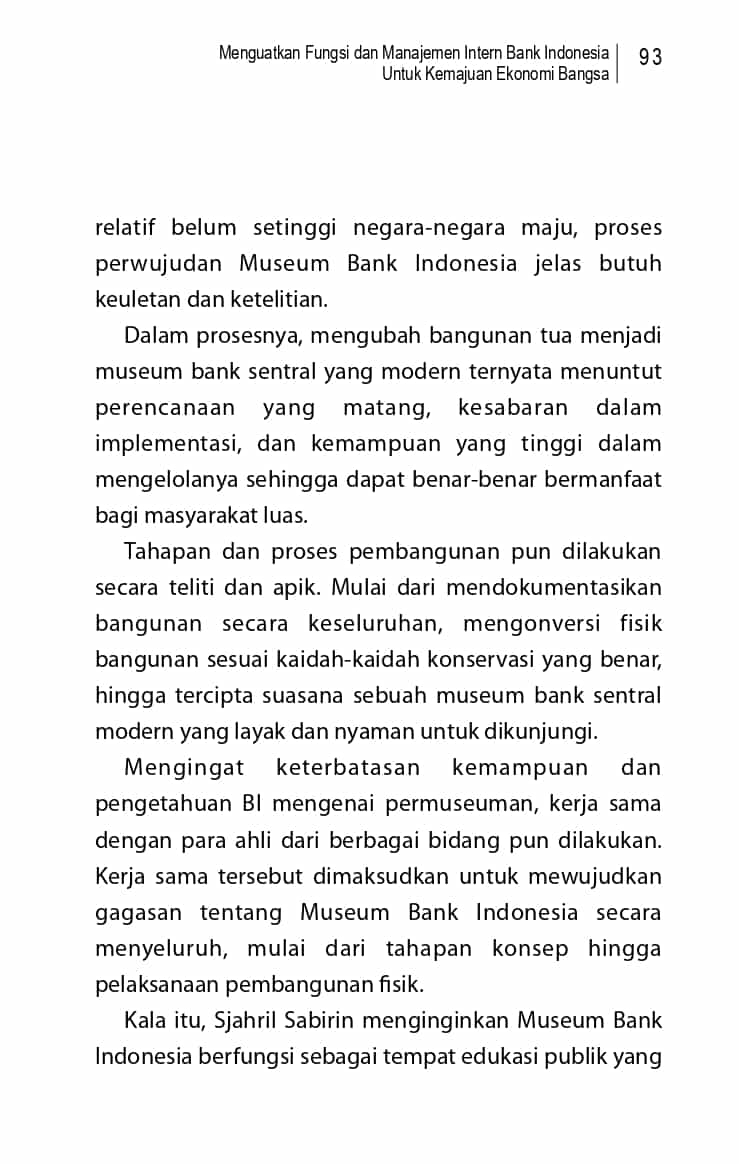 Menguatkan Fungsi dan Manajemen Intern Bank Indonesia
Untuk Kemajuan Ekonomi Bangsa
93
relatif belum setinggi negara-negara maju, proses
perwujudan Museum Bank Indonesia jelas butuh
keuletan dan ketelitian.
Dalam prosesnya, mengubah bangunan tua menjadi
museum bank sentral yang modern ternyata menuntut
perencanaan yang matang, kesabaran dalam
implementasi, dan kemampuan yang tinggi dalam
mengelolanya sehingga dapat benar-benar bermanfaat
bagi masyarakat luas.
Tahapan dan proses pembangunan pun dilakukan
secara teliti dan apik. Mulai dari mendokumentasikan
bangunan secara keseluruhan, mengonversi fisik
bangunan sesuai kaidah-kaidah konservasi yang benar,
hingga tercipta suasana sebuah museum bank sentral
modern yang layak dan nyaman untuk dikunjungi.
Mengingat keterbatasan kemampuan dan
pengetahuan BI mengenai permuseuman, kerja sama
dengan para ahli dari berbagai bidang pun dilakukan.
Kerja sama tersebut dimaksudkan untuk mewujudkan
gagasan tentang Museum Bank Indonesia secara
menyeluruh, mulai dari tahapan konsep hingga
pelaksanaan pembangunan fisik.
Kala itu, Sjahril Sabirin menginginkan Museum Bank
Indonesia berfungsi sebagai tempat edukasi publik yang